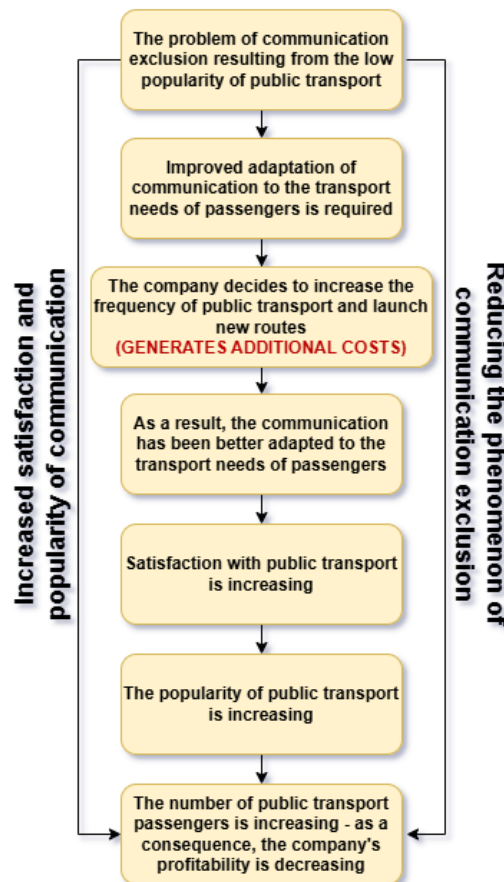 The problem of communication
exclusion resulting from the low
popularity of public transport
Improved adaptation of
communication to the transport
needs of passengers is required
The company decides to increase the
frequency of public transport and launch
new routes
(GENERATES ADDITIONAL COSTS)
As a result, the communication
has been better adapted to the
transport needs of passengers
Satisfaction with public transport
is increasing
The popularity of public transport
is increasing
The number of public transport
passengers is increasing - as a
consequence, the company's
profitability is decreasing
Increased satisfaction and
popularity of communication
Reducing the phenomenon of
communication exclusion